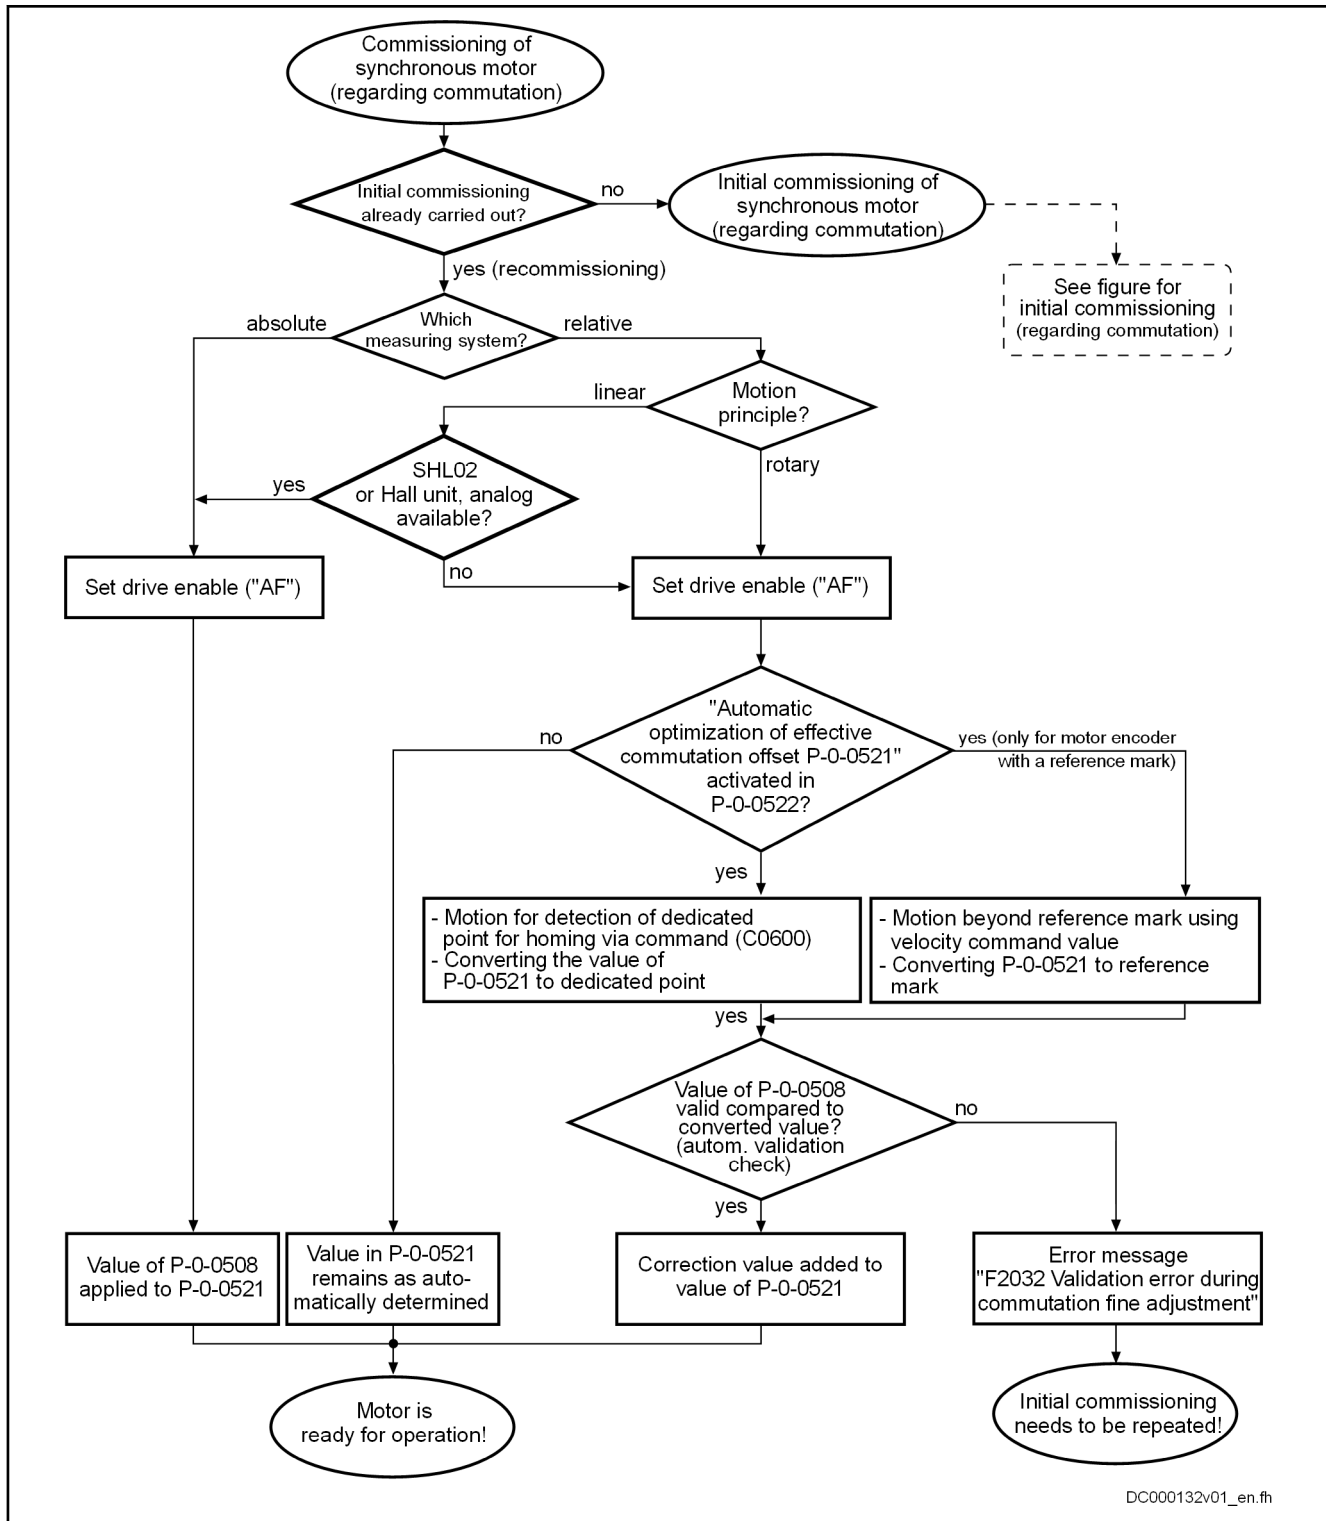 Commissioning of
synchronous motor
(regarding commutation)
Initial commissioning
already carried out?
no
Initial commissioning of
synchronous motor
(regarding commutation)
yes (recommissioning)
See figure for
initial commissioning
(regarding commutation)
absolute
Which
measuring system?
relative
linear
Motion
principle?
rotary
yes
SHL02
or Hall unit, analog
available?
no
Set drive enable ("AF")
Set drive enable ("AF")
no
"Automatic
optimization of effective
commutation offset P-0-0521"
activated in
P-0-0522?
yes (only for motor encoder
with a reference mark)
yes
- Motion for detection of dedicated
point for homing via command (C0600)
- Converting the value of
P-0-0521 to dedicated point
- Motion beyond reference mark using
velocity command value
- Converting P-0-0521 to reference
mark
yes
Value of P-0-0508
valid compared to
converted value?
(autom. validation
check)
no
yes
Value of P-0-0508
applied to P-0-0521
Value in P-0-0521
remains as auto-
matically determined
Correction value added to
value of P-0-0521
Error message
"F2032 Validation error during
commutation fine adjustment"
Motor is
ready for operation!
Initial commissioning
needs to be repeated!
DC000132v01_en.fh